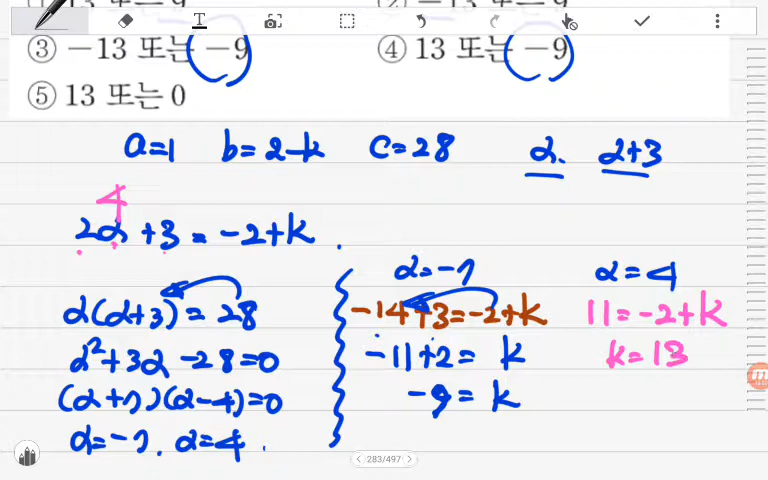 ③ −13 또는 −9 ④ 13 또는 −9
⑤ 13 또는 0
a=1 b=2-k c=28 α. α+3
4
2α+3=-2+k.
α(α+3)=28
α²+3α-28=0
(α+7)(α-4)=0
α=-7. α=4.
α=-7
-14+3=-2+k
-11+2=k
-9=k
α=4
11=-2+k
k=13
283/497